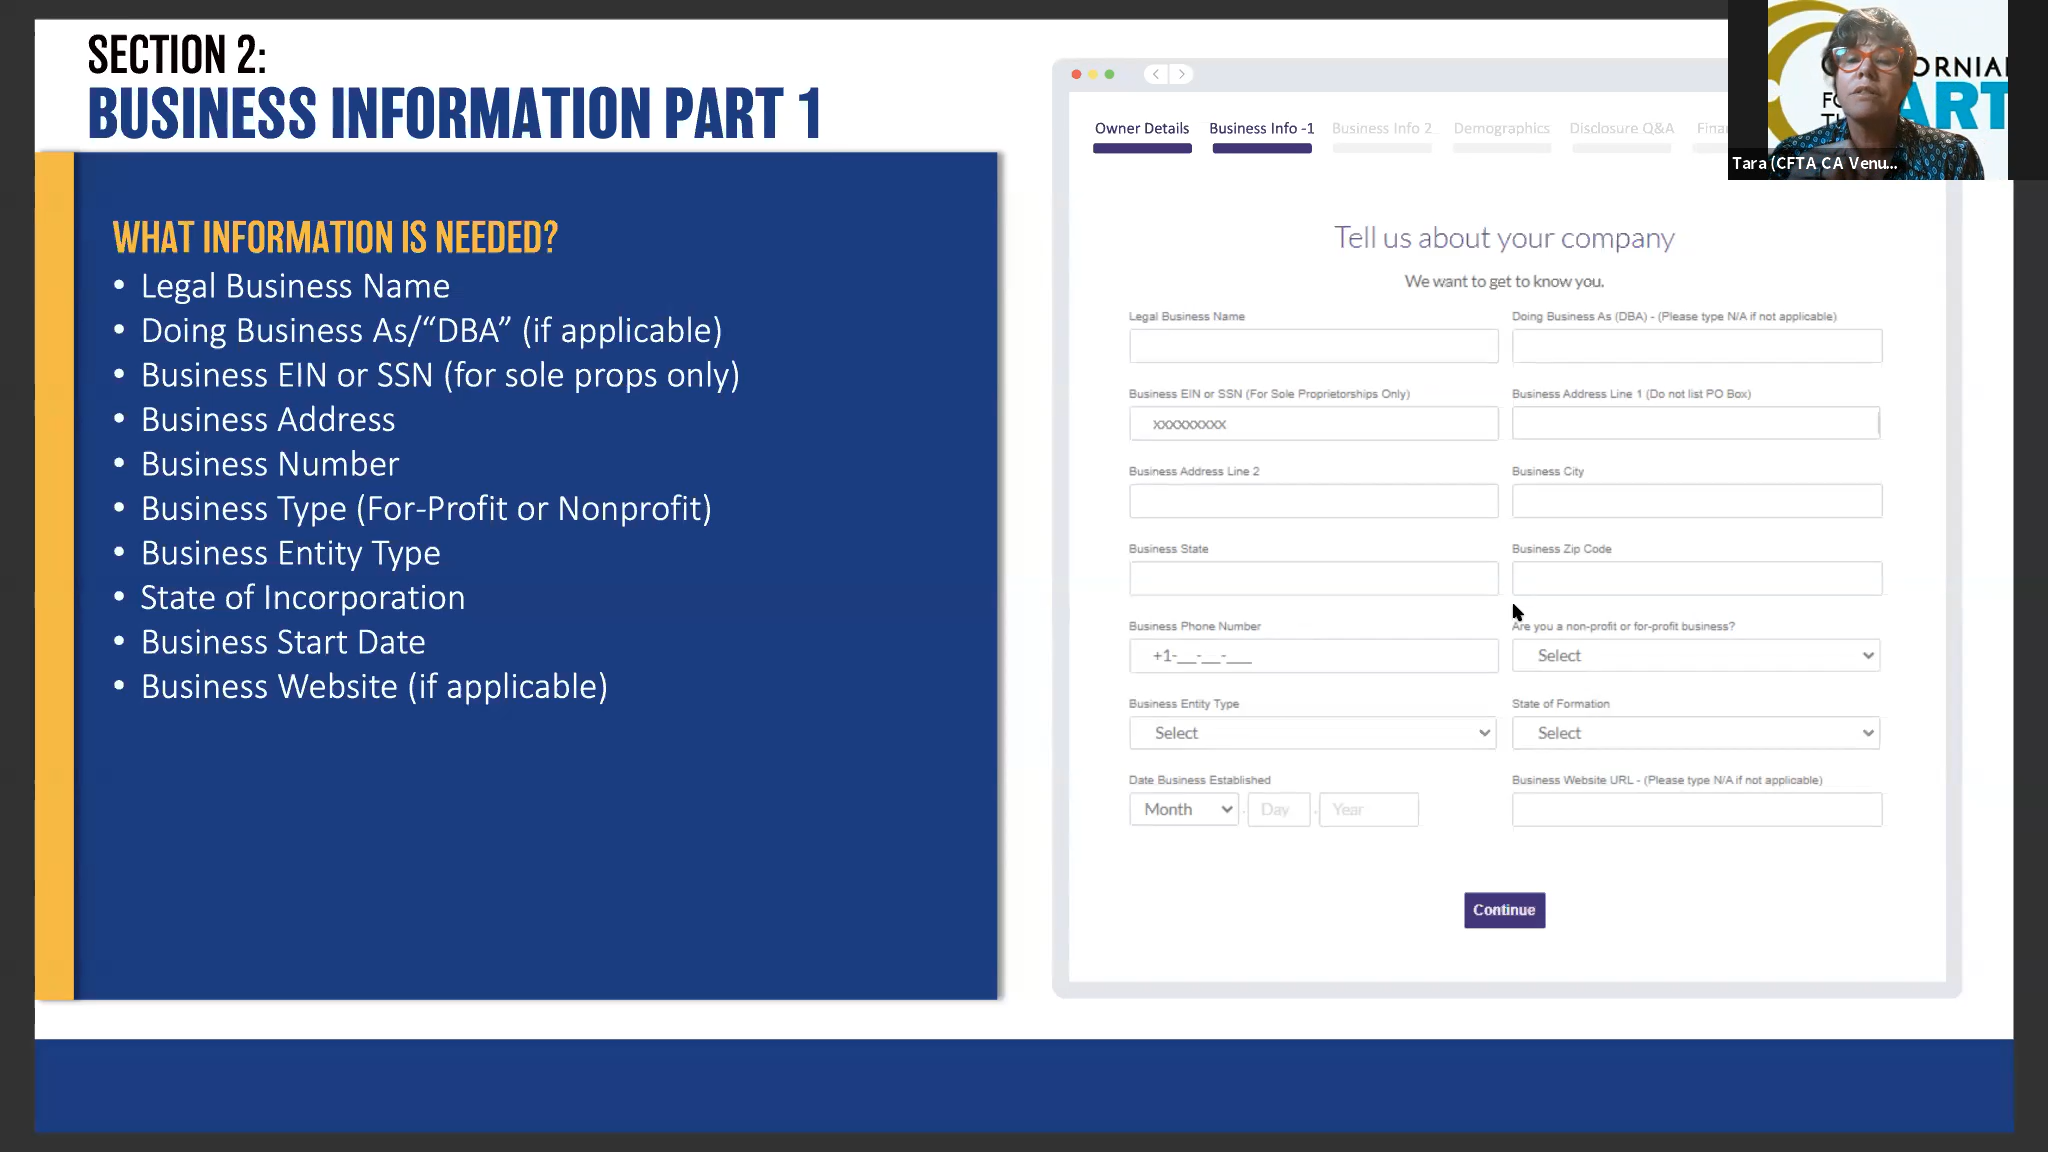 SECTION 2:
BUSINESS INFORMATION PART 1
WHAT INFORMATION IS NEEDED?
• Legal Business Name
• Doing Business As/“DBA” (if applicable)
• Business EIN or SSN (for sole props only)
• Business Address
• Business Number
• Business Type (For-Profit or Nonprofit)
• Business Entity Type
• State of Incorporation
• Business Start Date
• Business Website (if applicable)
Owner Details Business Info -1 Business Info 2 Demographics Disclosure Q&A
Tell us about your company
We want to get to know you.
Legal Business Name Doing Business As (DBA) - (Please type N/A if not applicable)
Business EIN or SSN (For Sole Proprietorships Only) Business Address Line 1 (Do not list PO Box)
xxxxxxxxx
Business Address Line 2 Business City
Business State Business Zip Code
Business Phone Number Are you a non-profit or for-profit business?
+1-__-__-___ Select
Business Entity Type State of Formation
Select Select
Date Business Established Business Website URL - (Please type N/A if not applicable)
Month Day Year
Continue
ORNIA
ART
Tara (CFTA CA Venu...